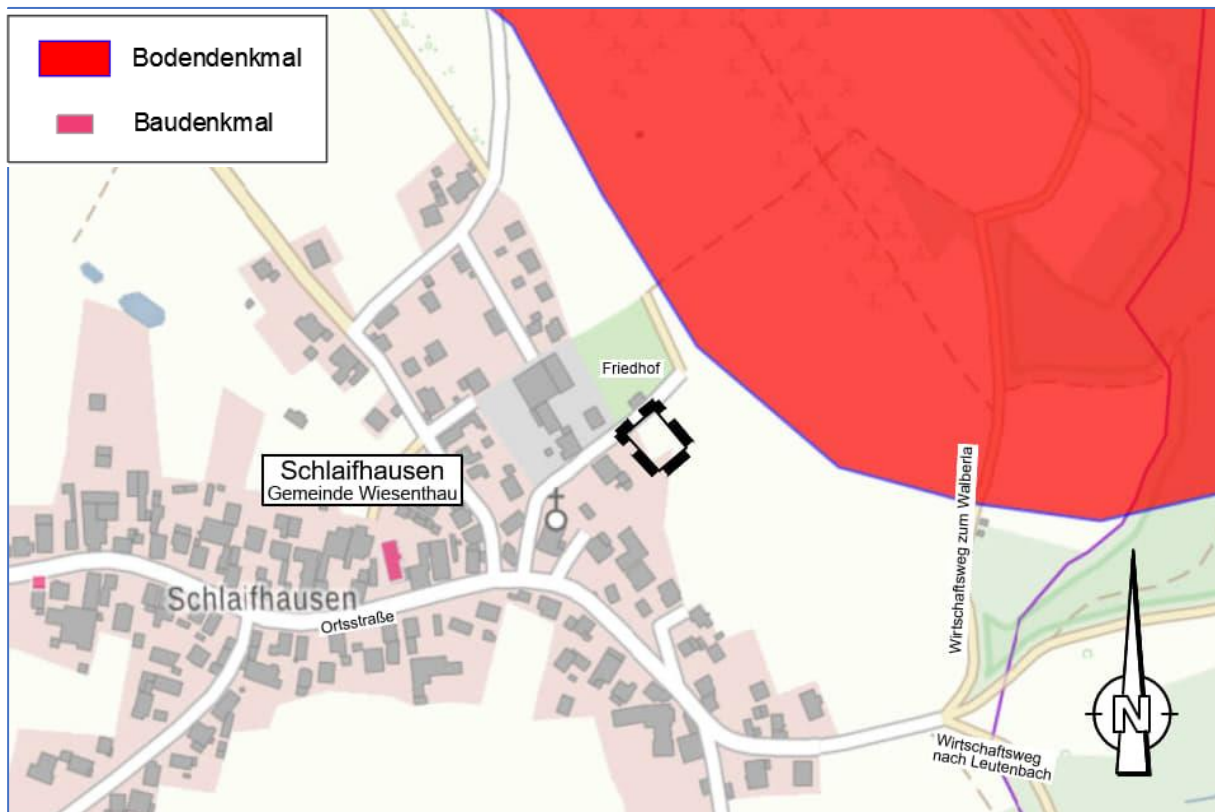 Bodendenkmal
Baudenkmal
Friedhof
Schlaifhausen
Gemeinde Wiesenthau
Wirtschaftsweg zum Walberla
Schlaifhausen
Ortsstraße
Wirtschaftsweg
nach Leutenbach
N